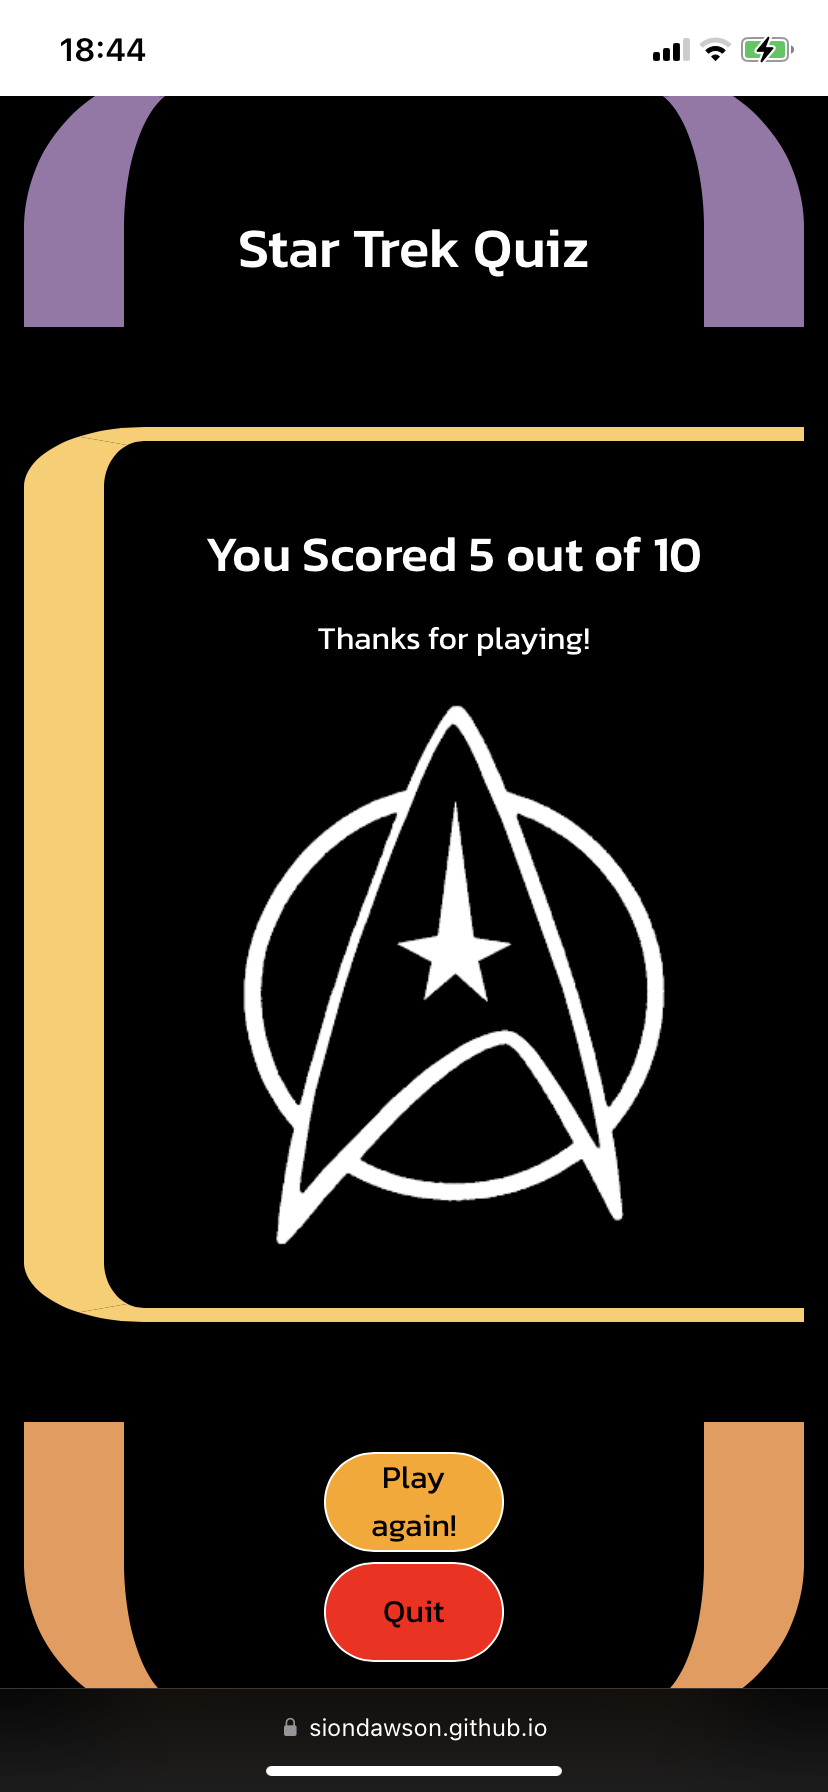 18:44
Star Trek Quiz
You Scored 5 out of 10
Thanks for playing!
Play
again!
Quit
siondawson.github.io